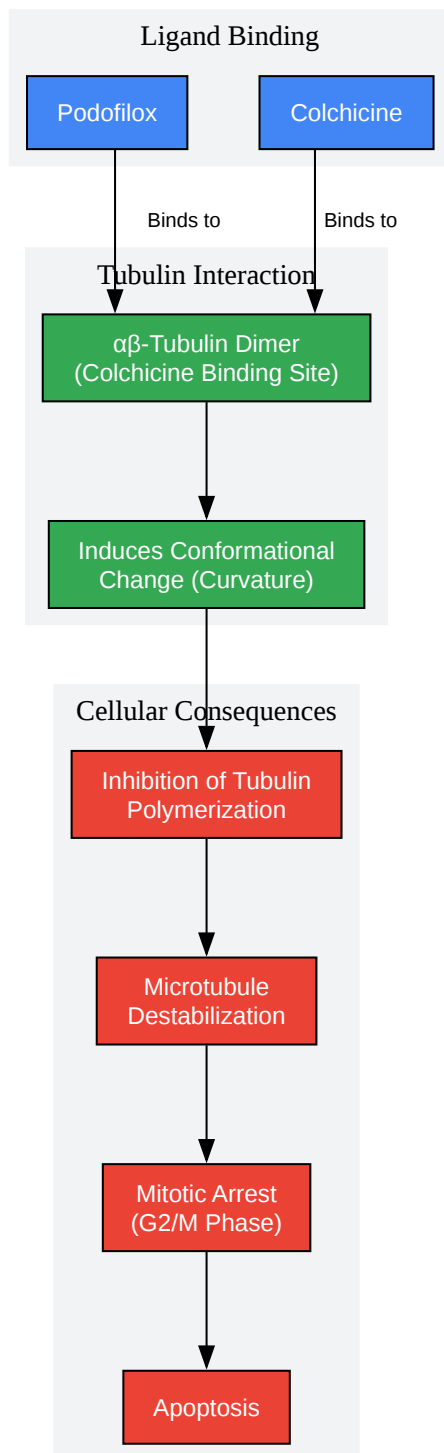 Ligand Binding
Podofilox
Colchicine
Binds to
Binds to
Tubulin Interaction
αβ-Tubulin Dimer
(Colchicine Binding Site)
Induces Conformational
Change (Curvature)
Cellular Consequences
Inhibition of Tubulin
Polymerization
Microtubule
Destabilization
Mitotic Arrest
(G2/M Phase)
Apoptosis